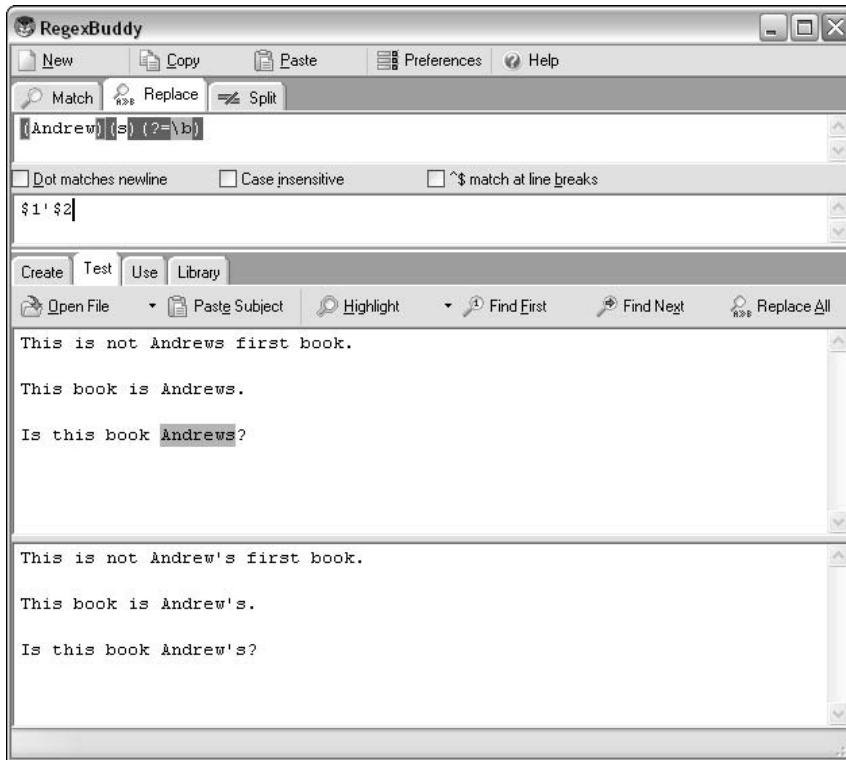 RegexBuddy
New Copy Paste Preferences Help
Match Replace Split
(Andrew)(s)(?=\b)
Dot matches newline Case insensitive ^$ match at line breaks
$1'$2
Create Test Use Library
Open File Paste Subject Highlight Find First Find Next Replace All
This is not Andrews first book.
This book is Andrews.
Is this book Andrews?
This is not Andrew's first book.
This book is Andrew's.
Is this book Andrew's?